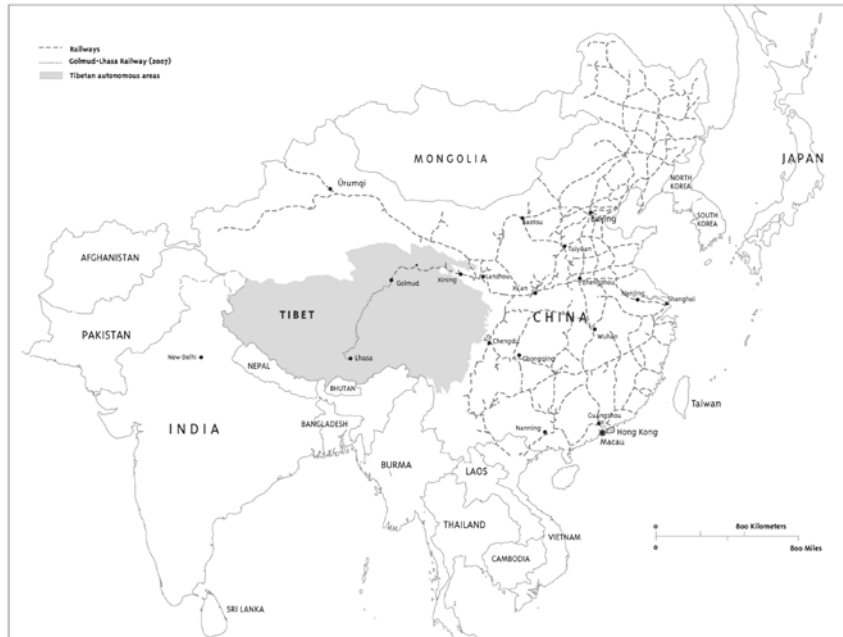 Railways
Golmud-Lhasa Railway (2007)
Tibetan autonomous areas
MONGOLIA
JAPAN
Ürümqi
NORTH
KOREA
SOUTH
KOREA
Baotou
Beijing
Taiyuan
AFGHANISTAN
Golmud
Xining
Lanzhou
Xi'an
Zhengzhou
Nanjing
Shanghai
TIBET
CHINA
PAKISTAN
Wuhan
Chengdu
Chongqing
New Delhi
Lhasa
NEPAL
BHUTAN
Taiwan
INDIA
BANGLADESH
Nanning
Guangzhou
Hong Kong
Macau
BURMA
LAOS
THAILAND
VIETNAM
CAMBODIA
SRI LANKA
0
800 Kilometers
0
800 Miles